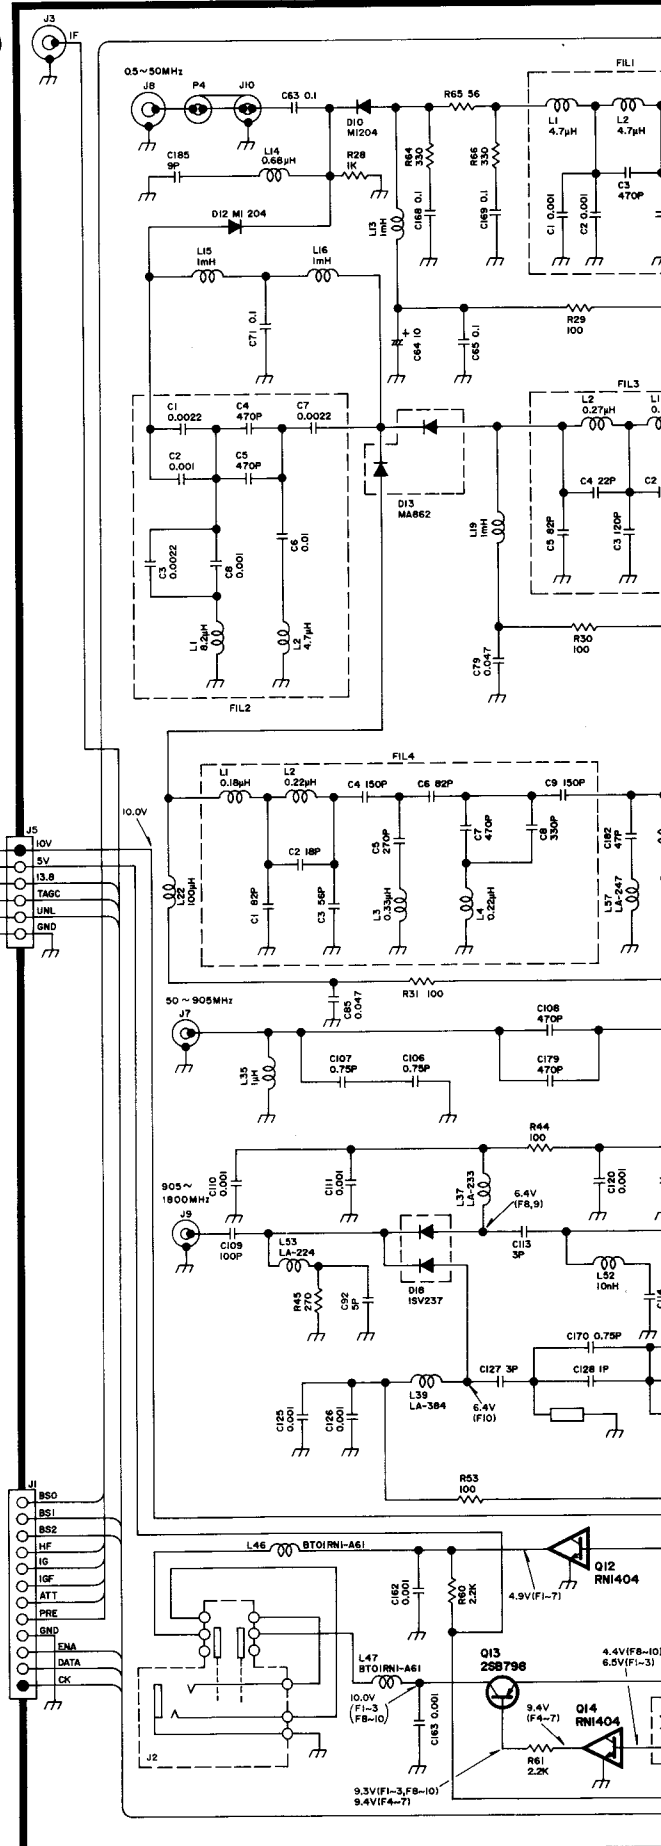 J3
IF
0.5~50MHz
J8
P4
J10
C63 0.1
D10
MI204
R65 56
FIL1
L1
4.7μH
L2
4.7μH
C185
9P
L14
0.68μH
R28
1K
R64
330
R66
330
C3
470P
C168 0.1
C169 0.1
C1 0.001
C2 0.001
D12 MI 204
L13
1mH
L15
1mH
L16
1mH
C71 0.1
+
C64 10
C65 0.1
R29
100
FIL3
L2
0.27μH
L1
0.
C1
0.0022
C4
470P
C7
0.0022
C2
0.001
C5
470P
D13
MA862
C4 22P
C2
C5 82P
C3 120P
L19
1mH
C3
0.0022
C8
0.001
C6
0.01
L1
8.2μH
L2
4.7μH
R30
100
C79
0.047
FIL2
FIL4
L1
0.18μH
L2
0.22μH
C4 150P
C6 82P
C9 150P
10.0V
J5
10V
5V
13.8
TAGC
UNL
GND
C5
270P
C7
470P
C8
330P
C182
47P
C2 18P
L22
100μH
C1 82P
C3 56P
L3
0.33μH
L4
0.22μH
L57
LA-247
R31 100
C85
0.047
50~905MHz
J7
C108
470P
C107
0.75P
C106
0.75P
C179
470P
L35
1μH
R44
100
C110
0.001
C111
0.001
L37
LA-233
C120
0.001
905~
1800MHz
J9
6.4V
(F8,9)
C109
100P
L53
LA-224
C113
3P
R45
270
C92
5P
D18
1SV237
L52
10nH
C114
C170 0.75P
C127 3P
C128 1P
L39
LA-384
6.4V
(F10)
C125
0.001
C126
0.001
R53
100
J1
BS0
BS1
BS2
HF
IG
IGF
ATT
PRE
GND
ENA
DATA
CK
L46
BT01RN1-A61
C162
0.001
R60
2.2K
4.9V(F1~7)
Q12
RN1404
L47
BT01RN1-A61
Q13
2SB798
4.4V(F8~10)
6.5V(F1~3)
10.0V
(F1~3
F8~10)
C163 0.001
9.4V
(F4~7)
Q14
RN1404
J2
R61
2.2K
9.3V(F1~3,F8~10)
9.4V(F4~7)